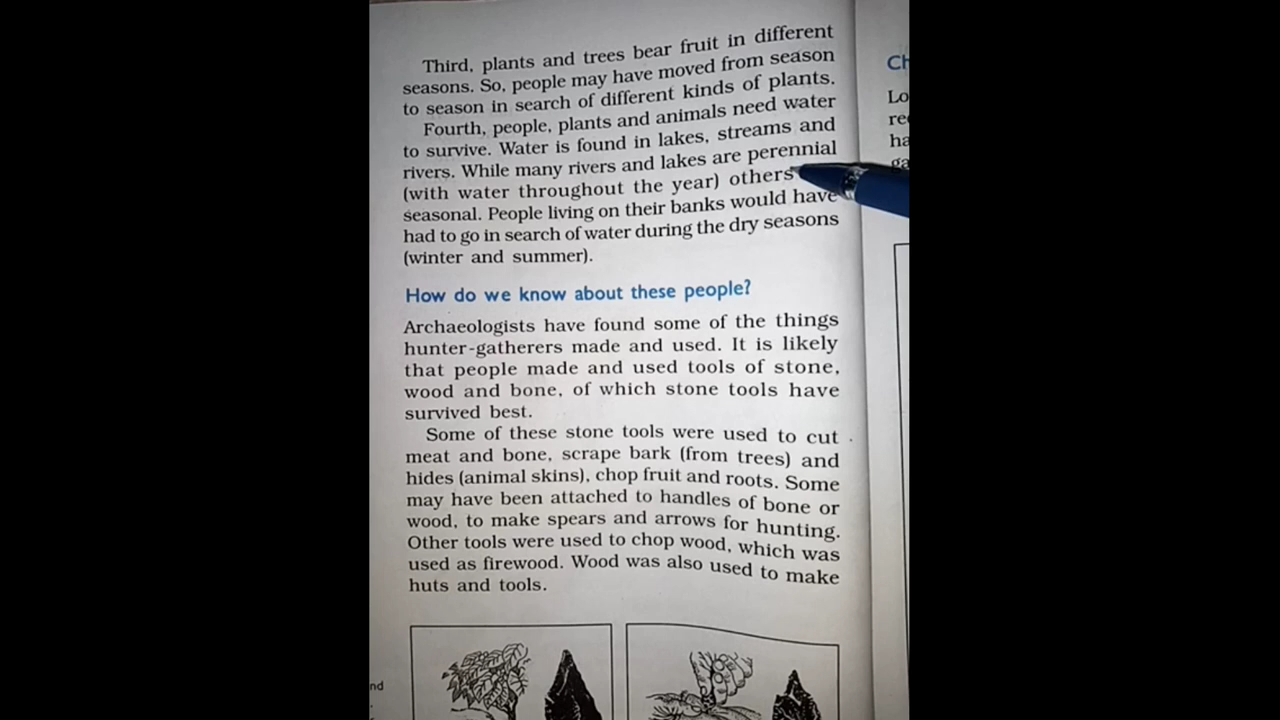 Third, plants and trees bear fruit in different
seasons. So, people may have moved from season
to season in search of different kinds of plants.
Fourth, people, plants and animals need water
to survive. Water is found in lakes, streams and
rivers. While many rivers and lakes are perennial
(with water throughout the year) others
seasonal. People living on their banks would have
had to go in search of water during the dry seasons
(winter and summer).
How do we know about these people?
Archaeologists have found some of the things
hunter-gatherers made and used. It is likely
that people made and used tools of stone,
wood and bone, of which stone tools have
survived best.
Some of these stone tools were used to cut
meat and bone, scrape bark (from trees) and
hides (animal skins), chop fruit and roots. Some
may have been attached to handles of bone or
wood, to make spears and arrows for hunting.
Other tools were used to chop wood, which was
used as firewood. Wood was also used to make
huts and tools.